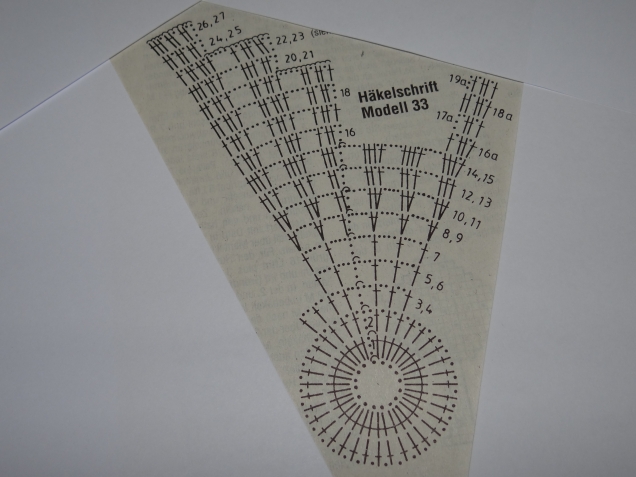 26,27
24,25
22,23
20,21
Häkelschrift
Modell 33
19a
18a
18
17a
16
16a
14,15
12,13
10,11
8,9
7
5,6
3,4
2
1